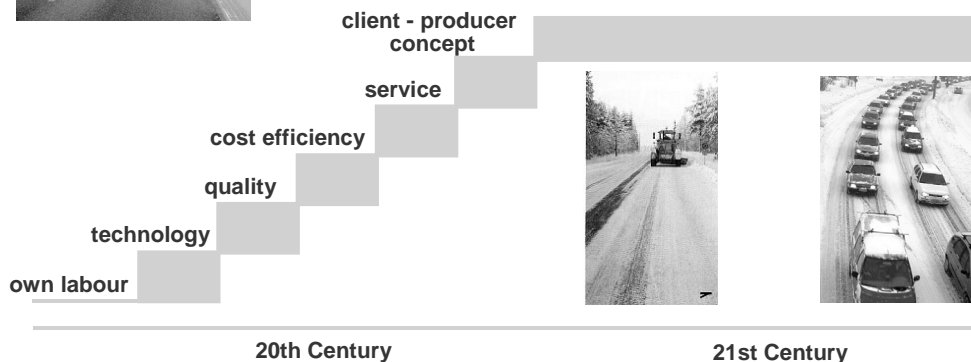 client - producer
concept
service
cost efficiency
quality
technology
own labour
20th Century
21st Century